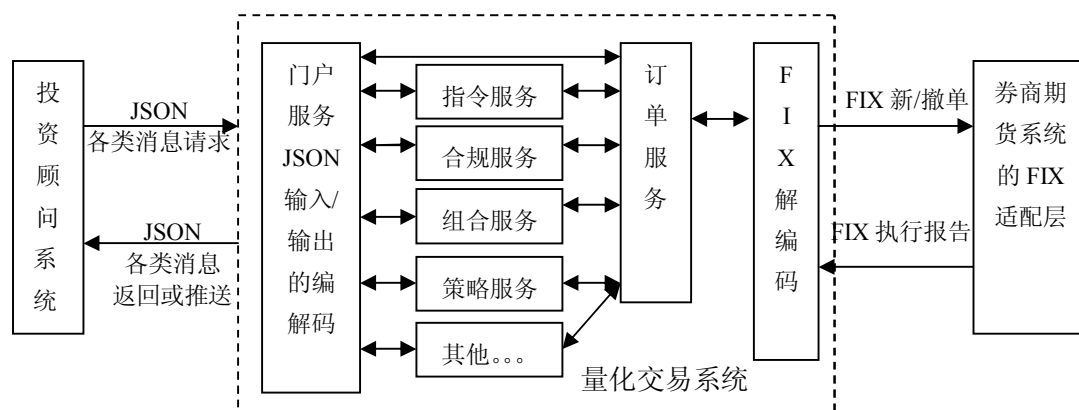 投
资
顾
问
系
统
JSON
各类消息请求
JSON
各类消息
返回或推送
门户
服务
JSON
输入/
输出
的编
解码
指令服务
合规服务
组合服务
策略服务
其他。。。
订
单
服
务
量化交易系统
F
I
X
解
编
码
FIX 新/撤单
FIX 执行报告
券商期
货系统
的 FIX
适配层